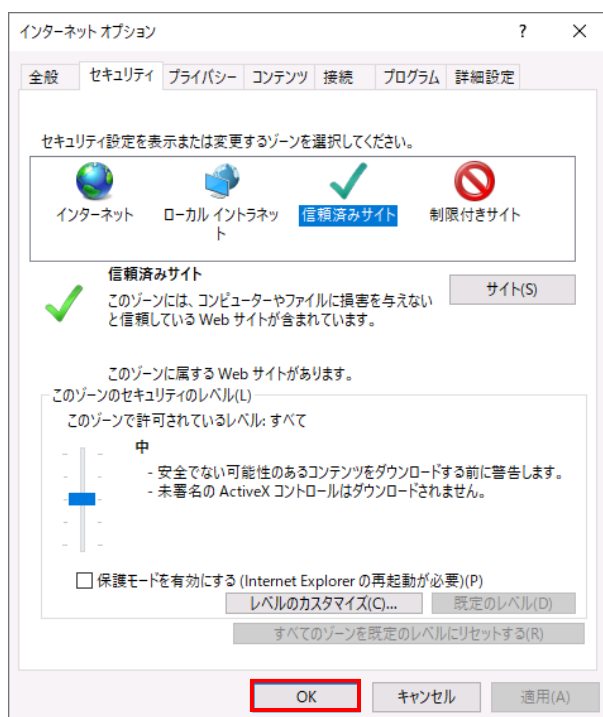 インターネット オプション ? ×
全般 セキュリティ プライバシー コンテンツ 接続 プログラム 詳細設定
セキュリティ設定を表示または変更するゾーンを選択してください。
インターネット ローカル イントラネッ 信頼済みサイト 制限付きサイト
ト
信頼済みサイト
このゾーンには、コンピューターやファイルに損害を与えない
と信頼している Web サイトが含まれています。
サイト(S)
このゾーンに属する Web サイトがあります。
このゾーンのセキュリティのレベル(L)
このゾーンで許可されているレベル: すべて
中
- 安全でない可能性のあるコンテンツをダウンロードする前に警告します。
- 未署名の ActiveX コントロールはダウンロードされません。
保護モードを有効にする (Internet Explorer の再起動が必要)(P)
レベルのカスタマイズ(C)... 既定のレベル(D)
すべてのゾーンを既定のレベルにリセットする(R)
OK キャンセル 適用(A)